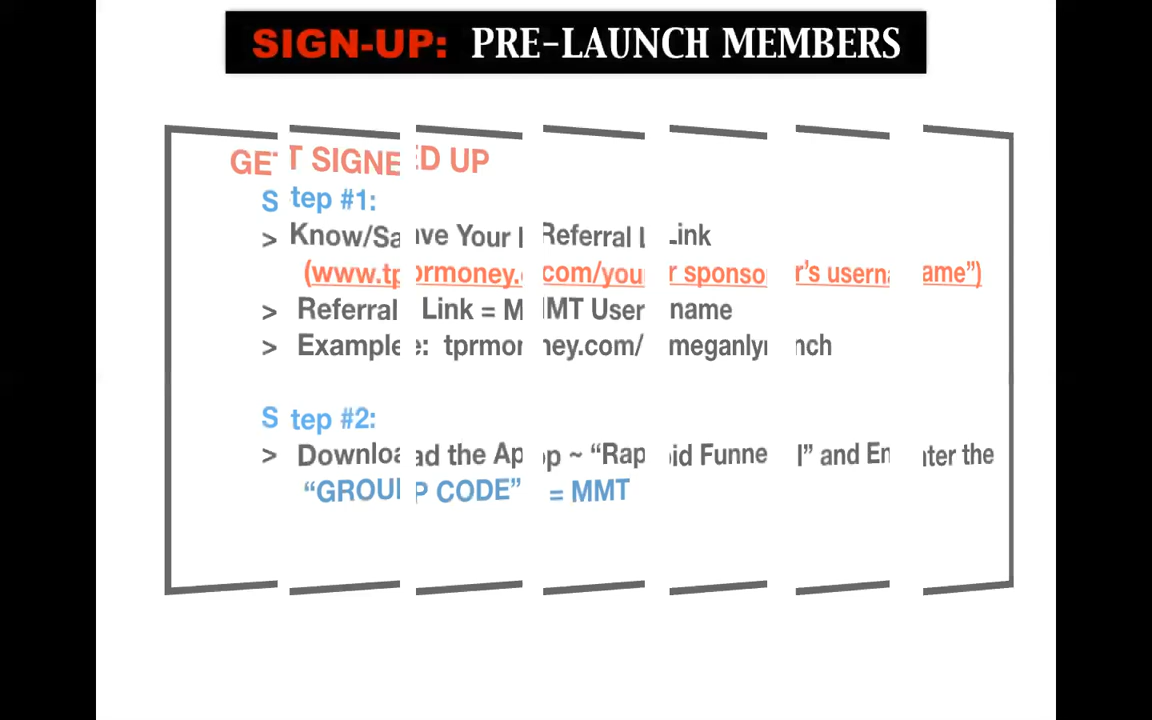 SIGN-UP: PRE-LAUNCH MEMBERS
GET SIGNED UP
Step #1:
> Know/Save Your Referral Link
(www.tprmoney.com/your sponsor's username")
> Referral Link = MMT Username
> Example: tprmoney.com/meganlynch
Step #2:
> Download the App ~ “Rapid Funnel” and Enter the
“GROUP CODE” = MMT